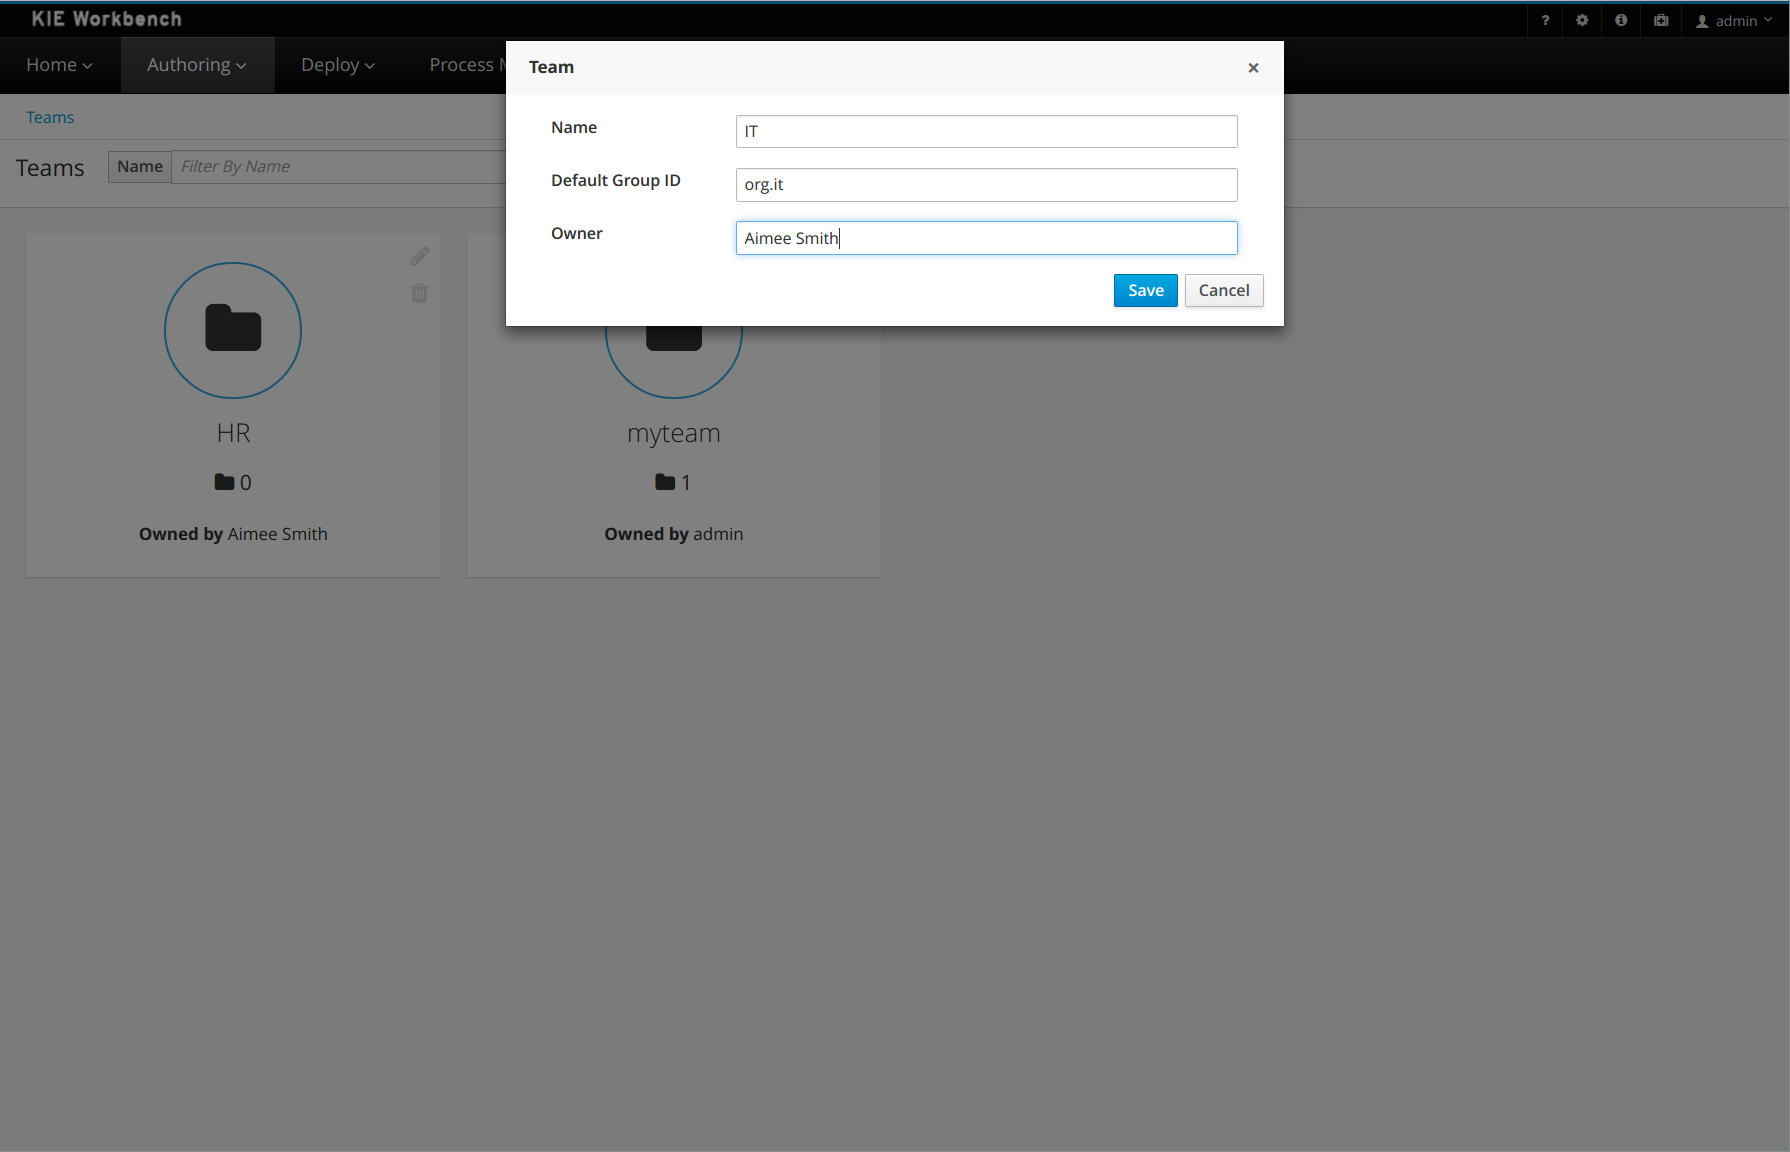 KIE Workbench
? admin
Home Authoring Deploy Process
Teams
Teams Name Filter By Name
Team ×
Name IT
Default Group ID org.it
Owner Aimee Smith
Save Cancel
HR myteam
0 1
Owned by Aimee Smith Owned by admin